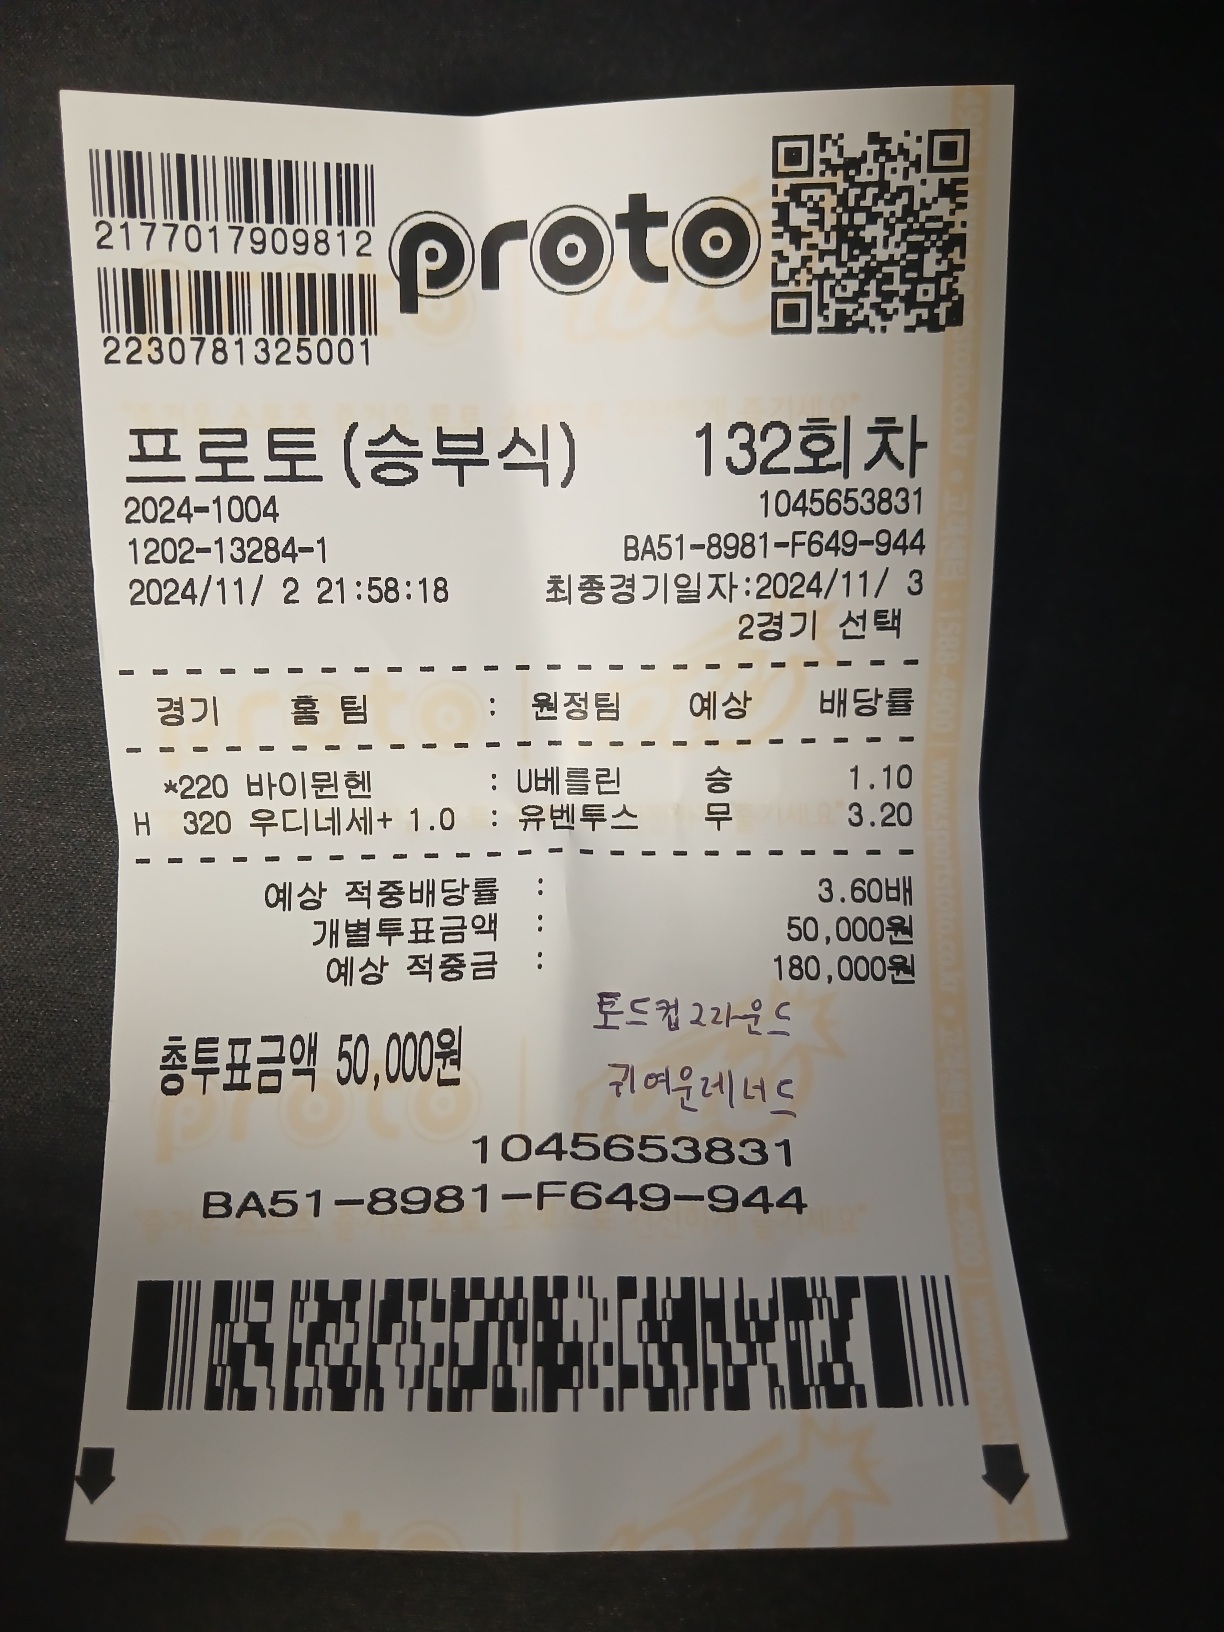 2177017909812
2230781325001
proto
프로토(승부식) 132회차
2024-1004 1045653831
1202-13284-1 BA51-8981-F649-944
2024/11/ 2 21:58:18 최종경기일자:2024/11/ 3
2경기 선택
경기 홈 팀 : 원정팀 예상 배당률
*220 바이뮌헨 : U베를린 승 1.10
H 320 우디네세+ 1.0 : 유벤투스 무 3.20
예상 적중배당률 : 3.60배
개별투표금액 : 50,000원
예상 적중금 : 180,000원
토드컵2라운드
총투표금액 50,000원
귀여운레너드
1045653831
BA51-8981-F649-944